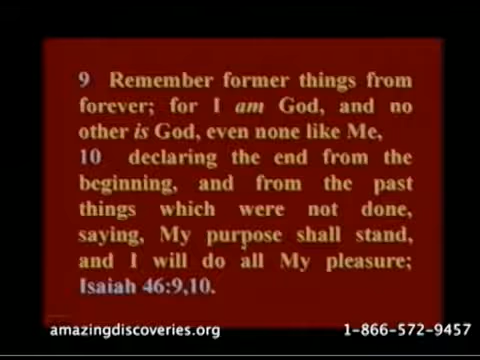 9 Remember former things from
forever; for I am God, and no
other is God, even none like Me,
10 declaring the end from the
beginning, and from the past
things which were not done,
saying, My purpose shall stand,
and I will do all My pleasure;
Isaiah 46:9,10.
amazingdiscoveries.org 1-866-572-9457